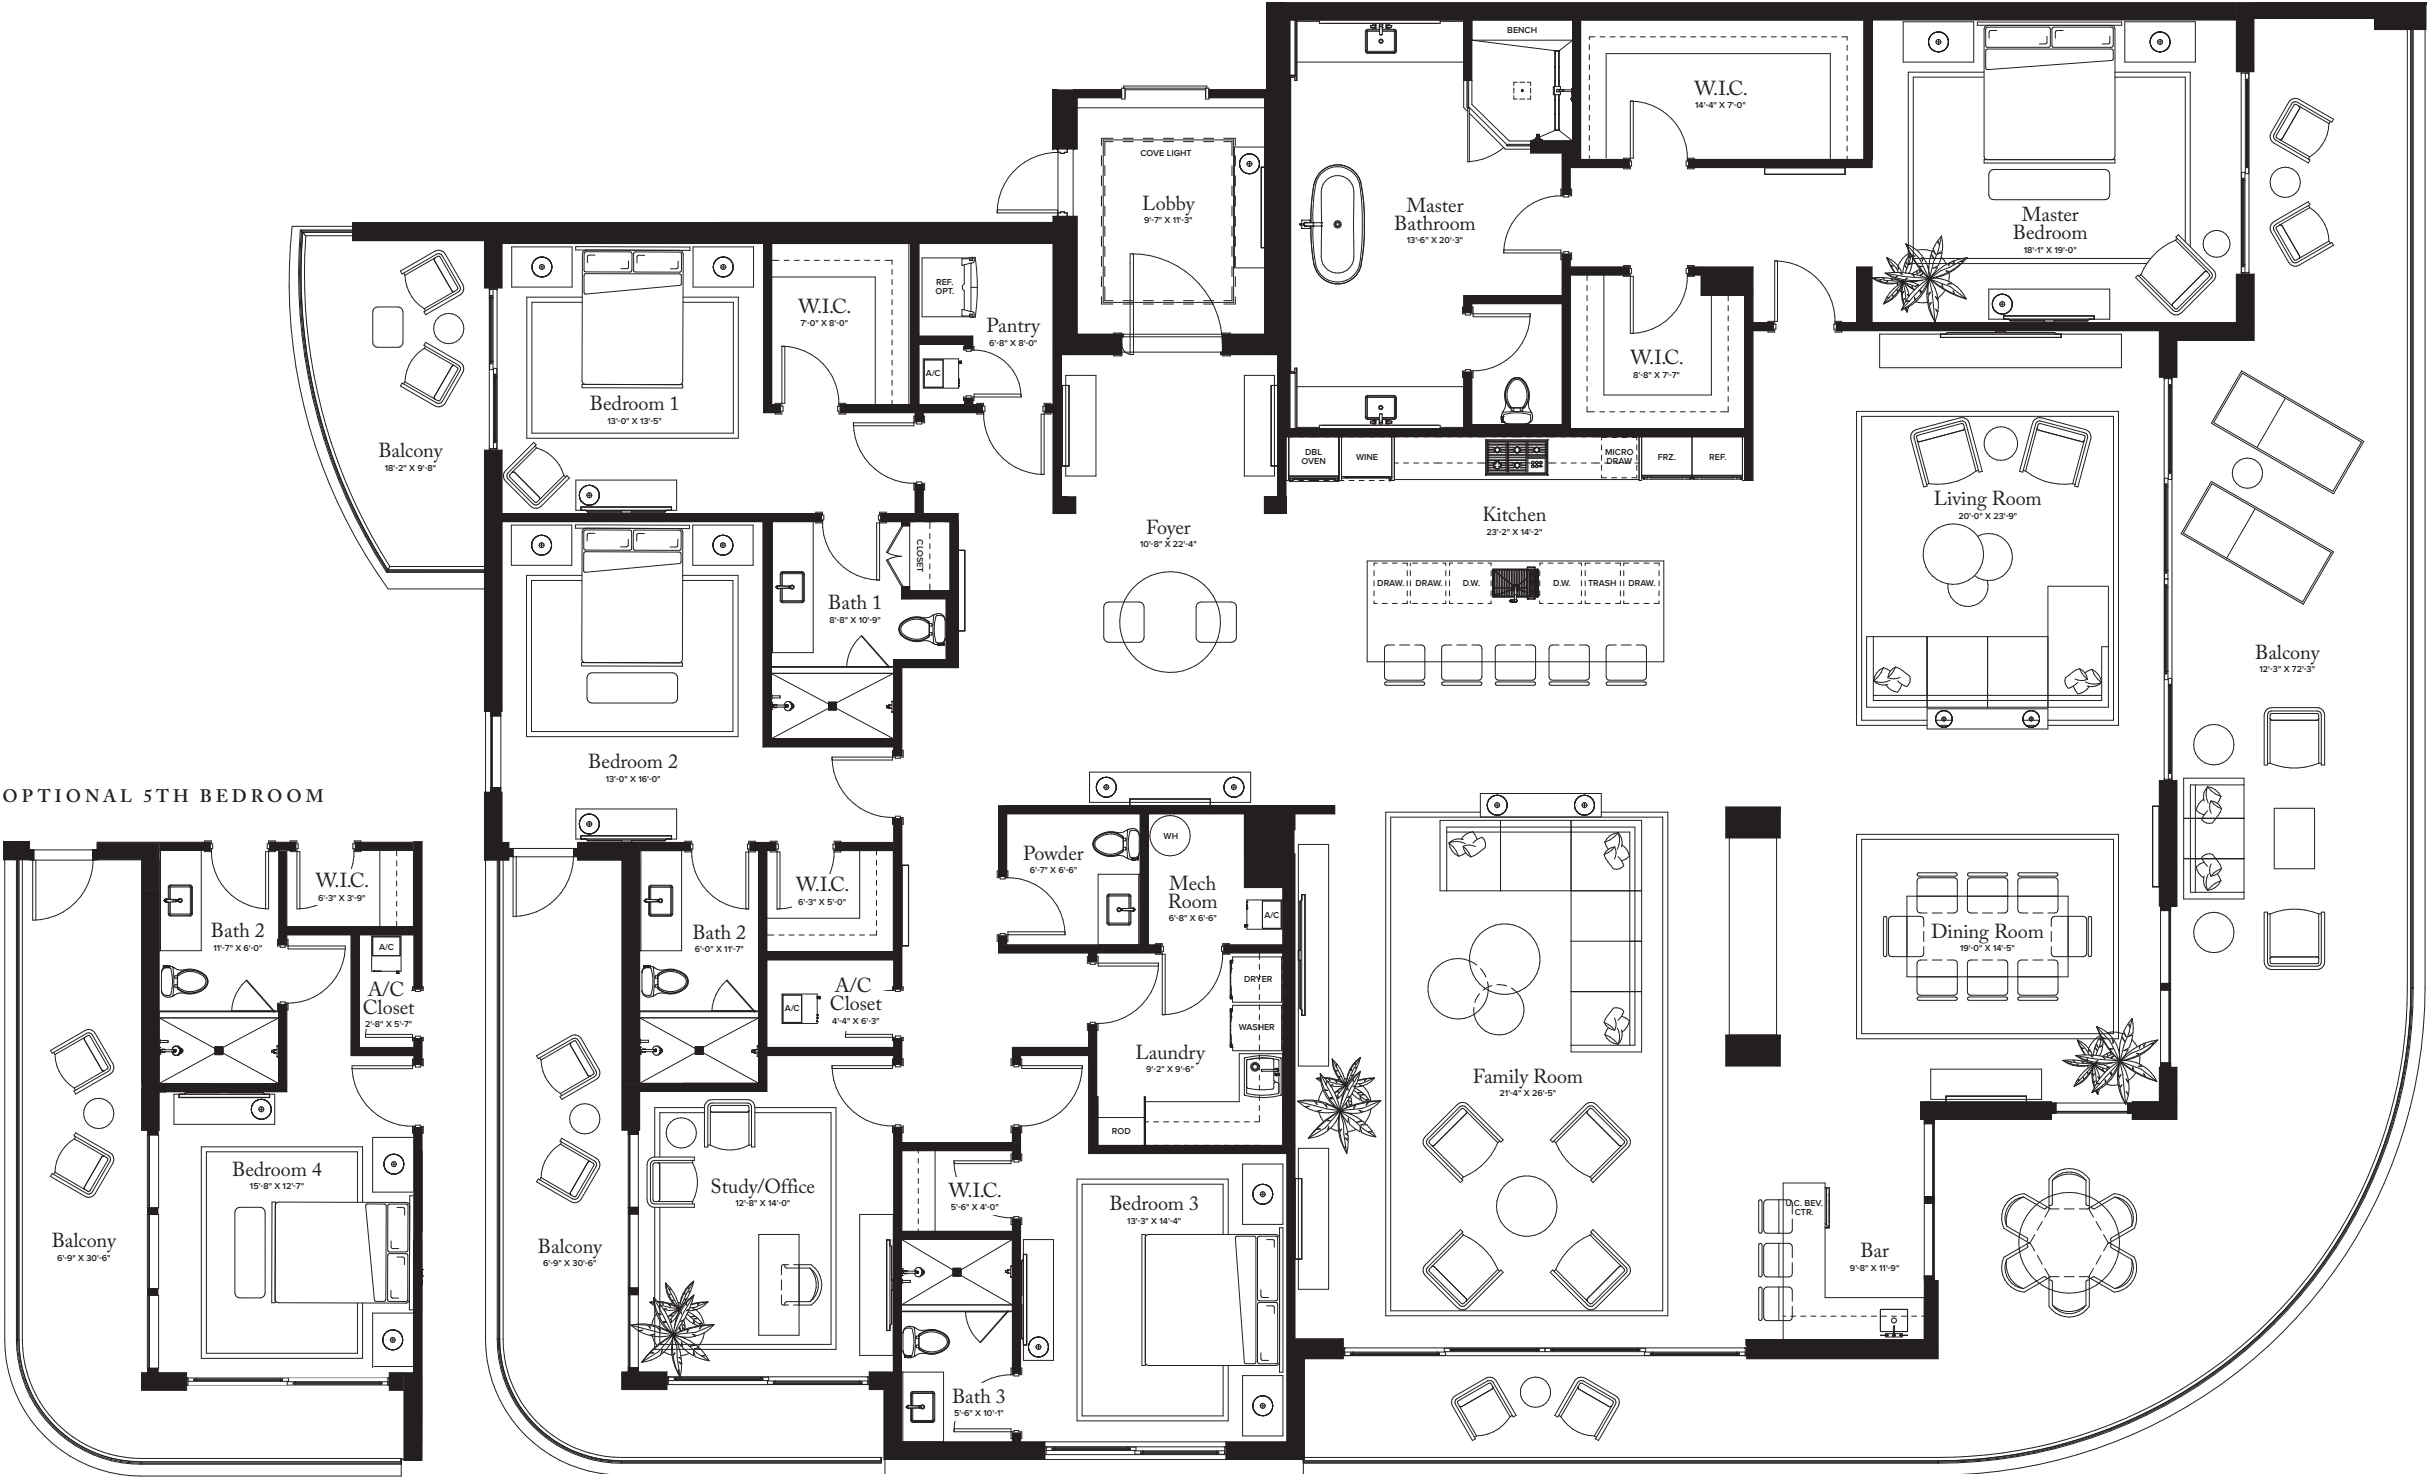 BENCH
W.I.C.
14'-4" X 7'-0"
COVE LIGHT
Lobby
9'-7" X 11'-3"
Master
Bathroom
13'-6" X 20'-3"
Master
Bedroom
18'-1" X 19'-0"
REF.
OPT.
W.I.C.
7'-0" X 8'-0"
Pantry
6'-8" X 8'-0"
A/C
W.I.C.
8'-8" X 7'-7"
Bedroom 1
13'-0" X 13'-5"
Balcony
18'-2" X 9'-8"
DBL
OVEN
WINE
MICRO
DRAW
FRZ.
REF.
Living Room
20'-0" X 23'-9"
Foyer
10'-8" X 22'-4"
Kitchen
23'-2" X 14'-2"
CLOSET
DRAW.
DRAW.
D.W.
D.W.
TRASH
DRAW.
Bath 1
8'-8" X 10'-9"
Balcony
12'-3" X 72'-3"
Bedroom 2
13'-0" X 16'-0"
OPTIONAL 5TH BEDROOM
WH
Powder
6'-7" X 6'-6"
Mech
Room
6'-8" X 6'-6"
A/C
W.I.C.
6'-3" X 3'-9"
W.I.C.
6'-3" X 5'-0"
Bath 2
11'-7" X 6'-0"
Bath 2
6'-0" X 11'-7"
Dining Room
19'-0" X 14'-5"
A/C
A/C
Closet
2'-8" X 5'-7"
A/C
A/C
Closet
4'-4" X 6'-3"
DRYER
WASHER
Laundry
9'-2" X 9'-6"
ROD
Family Room
21'-4" X 26'-5"
Bedroom 4
15'-8" X 12'-7"
Study/Office
12'-8" X 14'-0"
W.I.C.
5'-6" X 4'-0"
Bedroom 3
13'-3" X 14'-4"
U.C. BEV.
CTR.
Balcony
6'-9" X 30'-6"
Balcony
6'-9" X 30'-6"
Bar
9'-8" X 11'-9"
Bath 3
5'-6" X 10'-1"